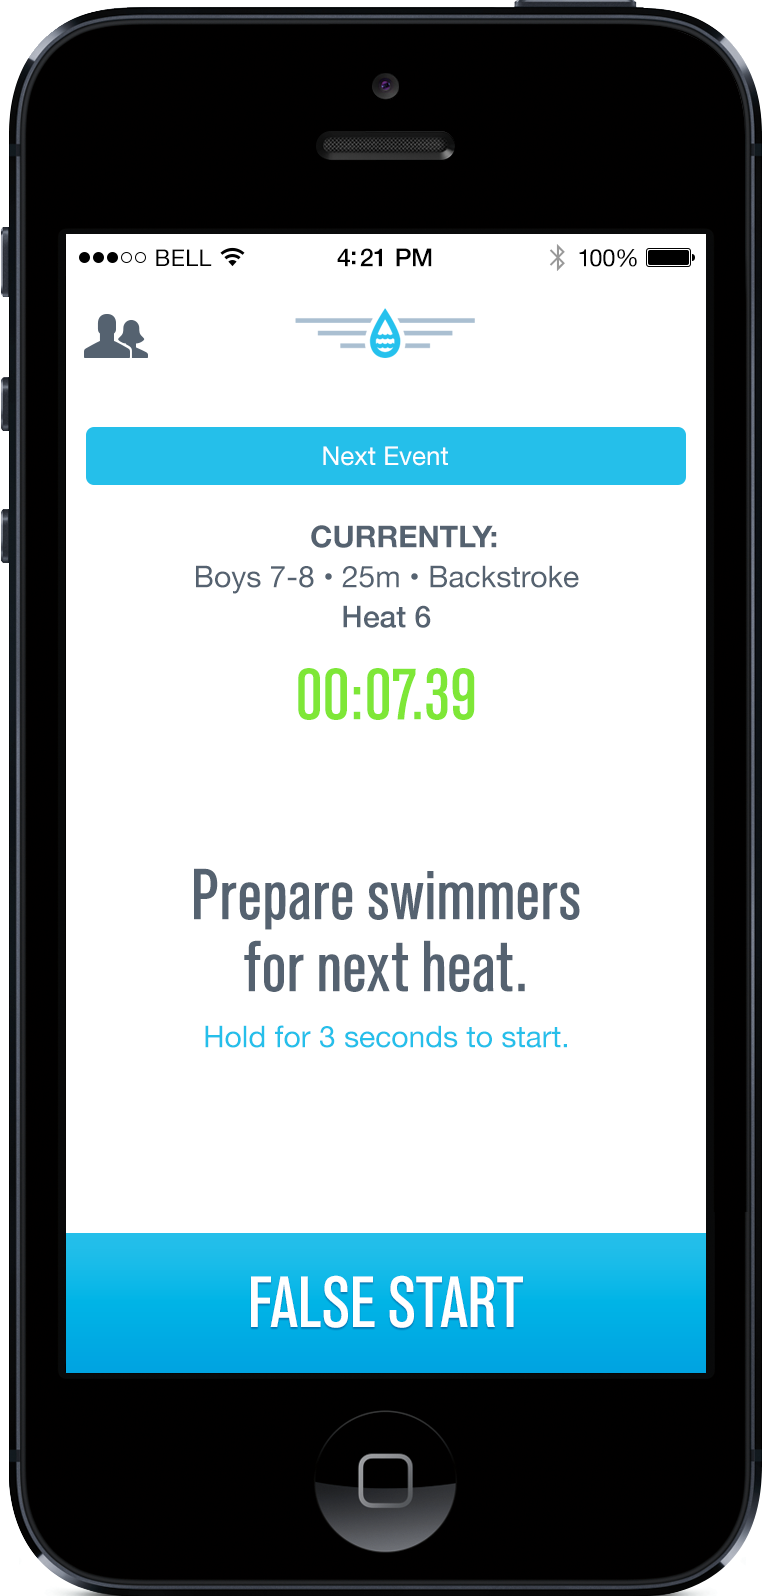 BELL 4:21 PM 100%
Next Event
CURRENTLY:
Boys 7-8 • 25m • Backstroke
Heat 6
00:07.39
Prepare swimmers
for next heat.
Hold for 3 seconds to start.
FALSE START